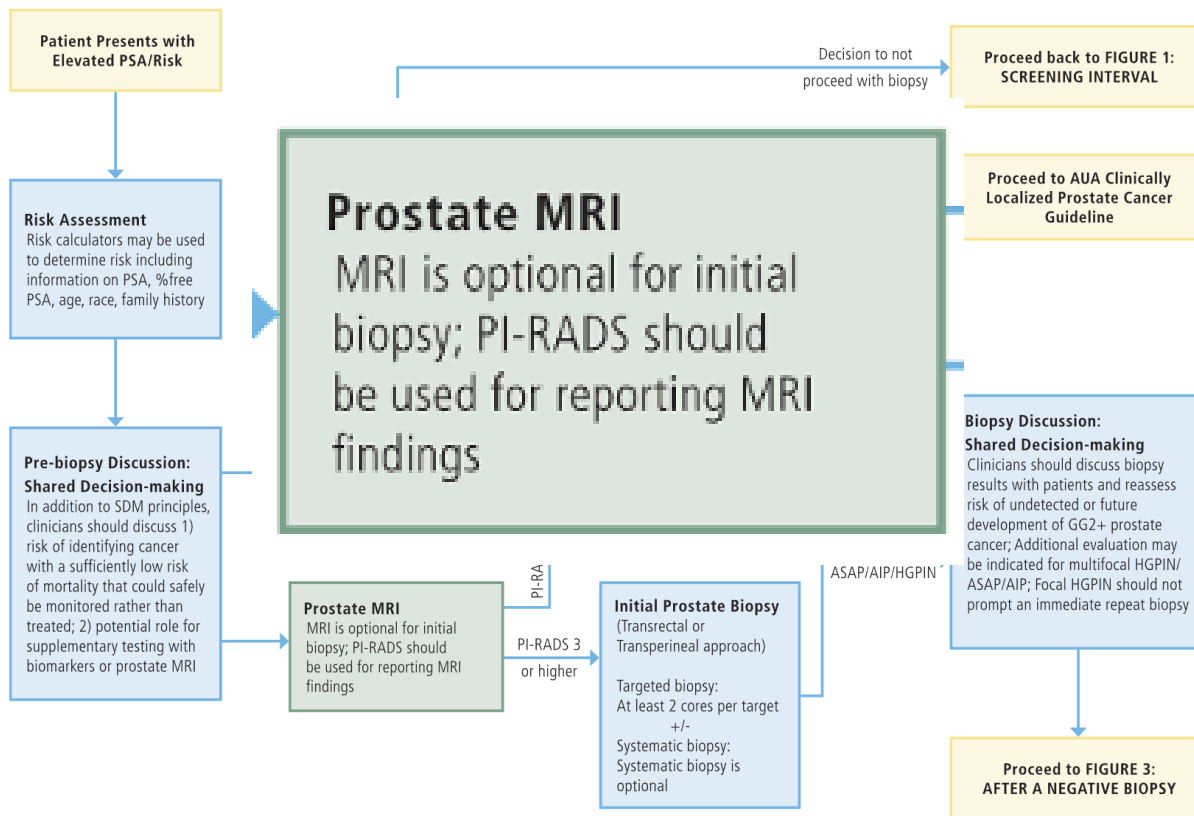 Patient Presents with
Elevated PSA/Risk
Decision to not
proceed with biopsy
Proceed back to FIGURE 1:
SCREENING INTERVAL
Risk Assessment
Risk calculators may be used
to determine risk including
information on PSA, %free
PSA, age, race, family history
Prostate MRI
MRI is optional for initial
biopsy; PI-RADS should
be used for reporting MRI
findings
Proceed to AUA Clinically
Localized Prostate Cancer
Guideline
Pre-biopsy Discussion:
Shared Decision-making
In addition to SDM principles,
clinicians should discuss 1)
risk of identifying cancer
with a sufficiently low risk
of mortality that could safely
be monitored rather than
treated; 2) potential role for
supplementary testing with
biomarkers or prostate MRI
Prostate MRI
MRI is optional for initial
biopsy; PI-RADS should
be used for reporting MRI
findings
PI-RA
PI-RADS 3
or higher
Initial Prostate Biopsy
(Transrectal or
Transperineal approach)
Targeted biopsy:
At least 2 cores per target
+/-
Systematic biopsy:
Systematic biopsy is
optional
ASAP/AIP/HGPIN
Biopsy Discussion:
Shared Decision-making
Clinicians should discuss biopsy
results with patients and reassess
risk of undetected or future
development of GG2+ prostate
cancer; Additional evaluation may
be indicated for multifocal HGPIN/
ASAP/AIP; Focal HGPIN should not
prompt an immediate repeat biopsy
Proceed to FIGURE 3:
AFTER A NEGATIVE BIOPSY